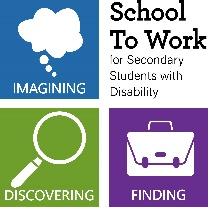 IMAGINING
School
To Work
for Secondary
Students with
Disability
DISCOVERING
FINDING